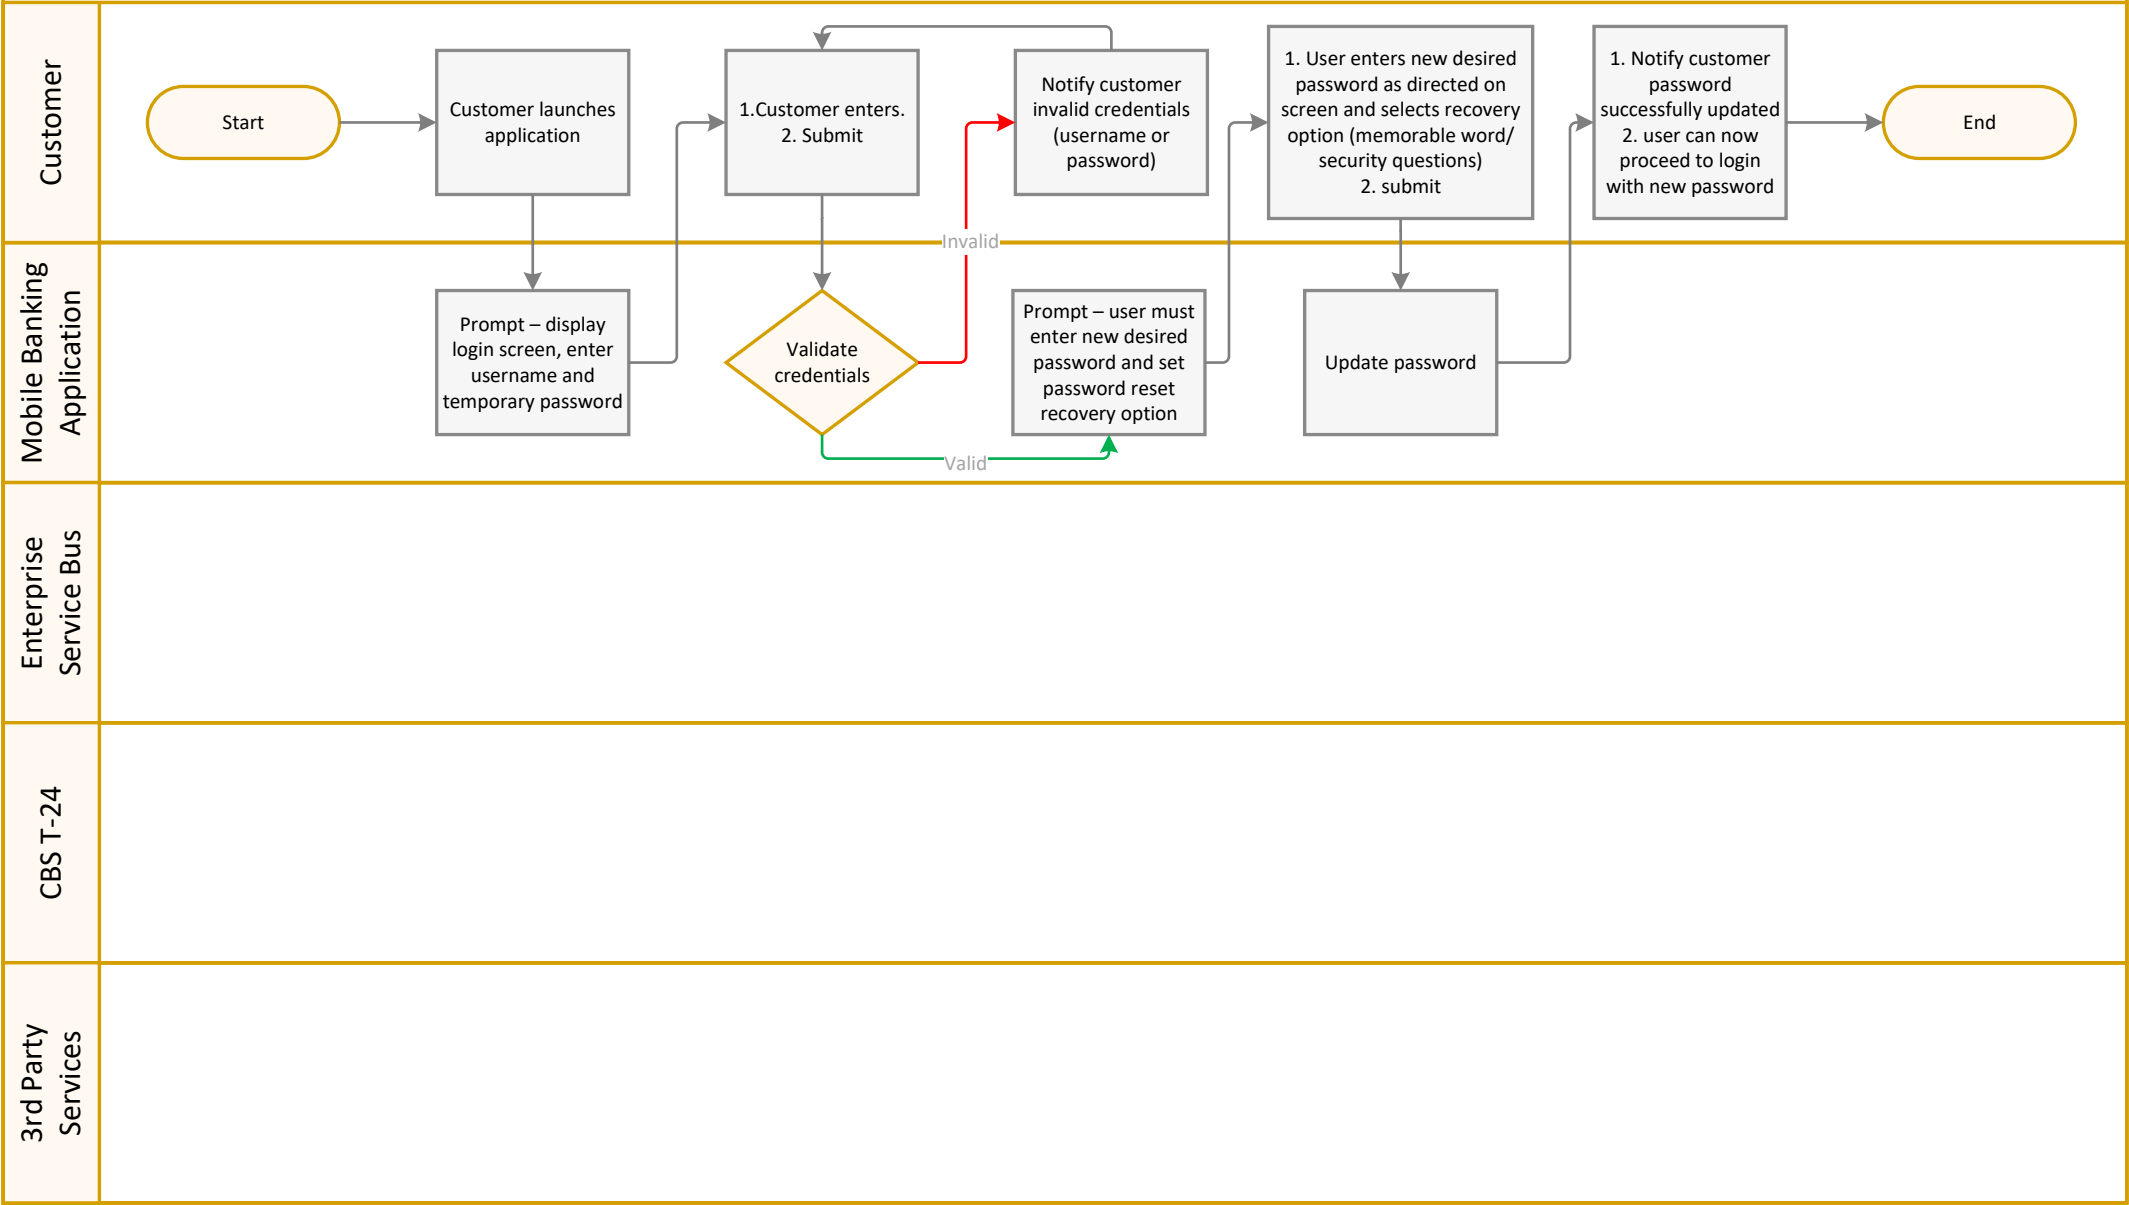 Customer
Start
Customer launches
application
1.Customer enters.
2. Submit
Notify customer
invalid credentials
(username or
password)
1. User enters new desired
password as directed on
screen and selects recovery
option (memorable word/
security questions)
2. submit
1. Notify customer
password
successfully updated
2. user can now
proceed to login
with new password
End
Invalid
Mobile Banking
Application
Prompt – display
login screen, enter
username and
temporary password
Validate
credentials
Prompt – user must
enter new desired
password and set
password reset
recovery option
Update password
Valid
Enterprise
Service Bus
CBS T-24
3rd Party
Services